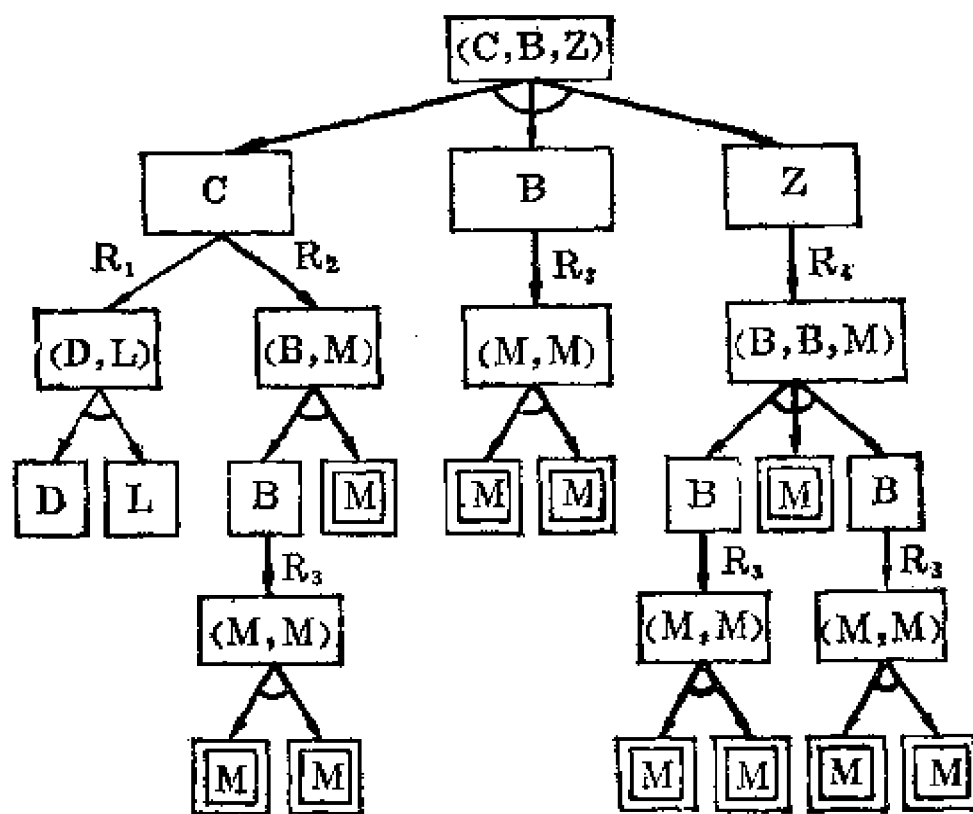 (C,B,Z)
C B Z
R₁ R₂ R₃ R₄
(D,L) (B,M) (M,M) (B,B,M)
D L B M M M B M B
R₃ R₃ R₃
(M,M) (M,M) (M,M)
M M M M M M